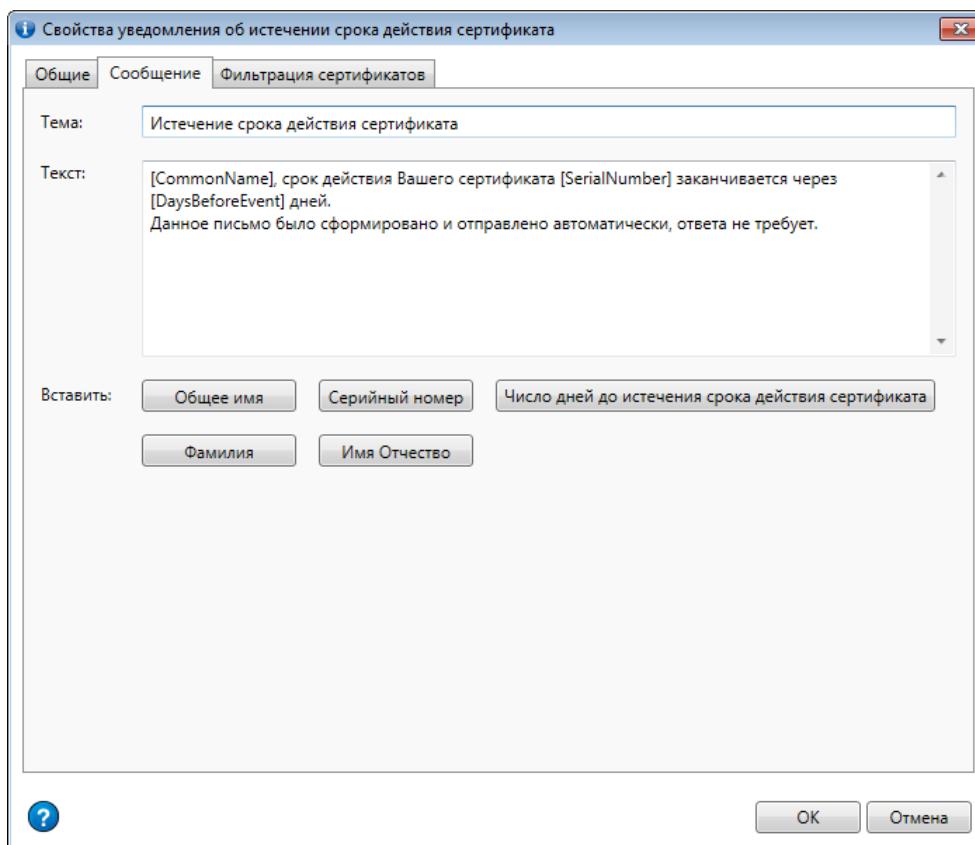 Свойства уведомления об истечении срока действия сертификата
Общие Сообщение Фильтрация сертификатов
Тема: Истечение срока действия сертификата
Текст: [CommonName], срок действия Вашего сертификата [SerialNumber] заканчивается через
[DaysBeforeEvent] дней.
Данное письмо было сформировано и отправлено автоматически, ответа не требует.
Вставить: Общее имя Серийный номер Число дней до истечения срока действия сертификата
Фамилия Имя Отчество
? OK Отмена